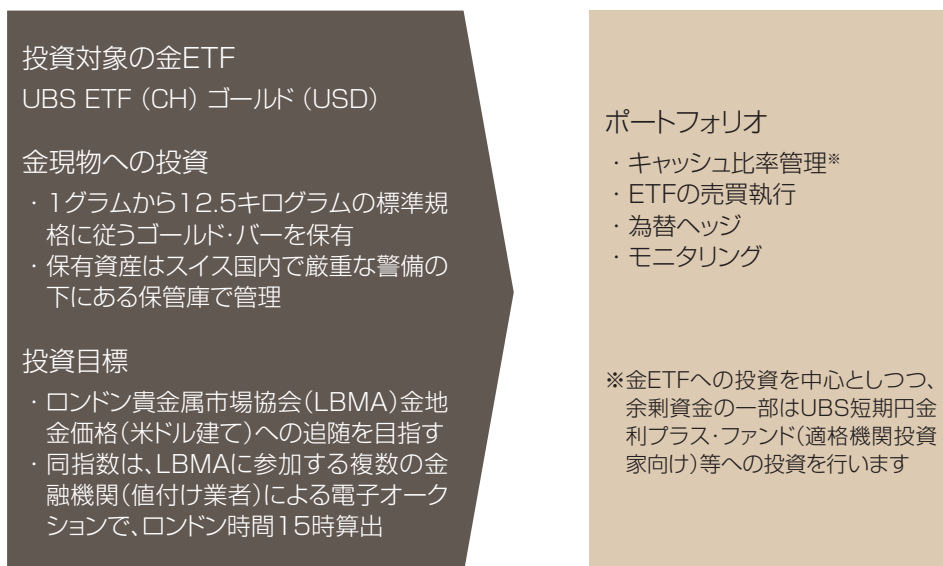 投資対象の金ETF
UBS ETF (CH) ゴールド (USD)
金現物への投資
・1グラムから12.5キログラムの標準規
格に従うゴールド・バーを保有
・保有資産はスイス国内で厳重な警備の
下にある保管庫で管理
投資目標
・ロンドン貴金属市場協会(LBMA)金地
金価格(米ドル建て)への追随を目指す
・同指数は、LBMAに参加する複数の金
融機関(値付け業者)による電子オーク
ションで、ロンドン時間15時算出
ポートフォリオ
・キャッシュ比率管理※
・ETFの売買執行
・為替ヘッジ
・モニタリング
※金ETFへの投資を中心としつつ、
余剰資金の一部はUBS短期円金
利プラス・ファンド(適格機関投資
家向け)等への投資を行います